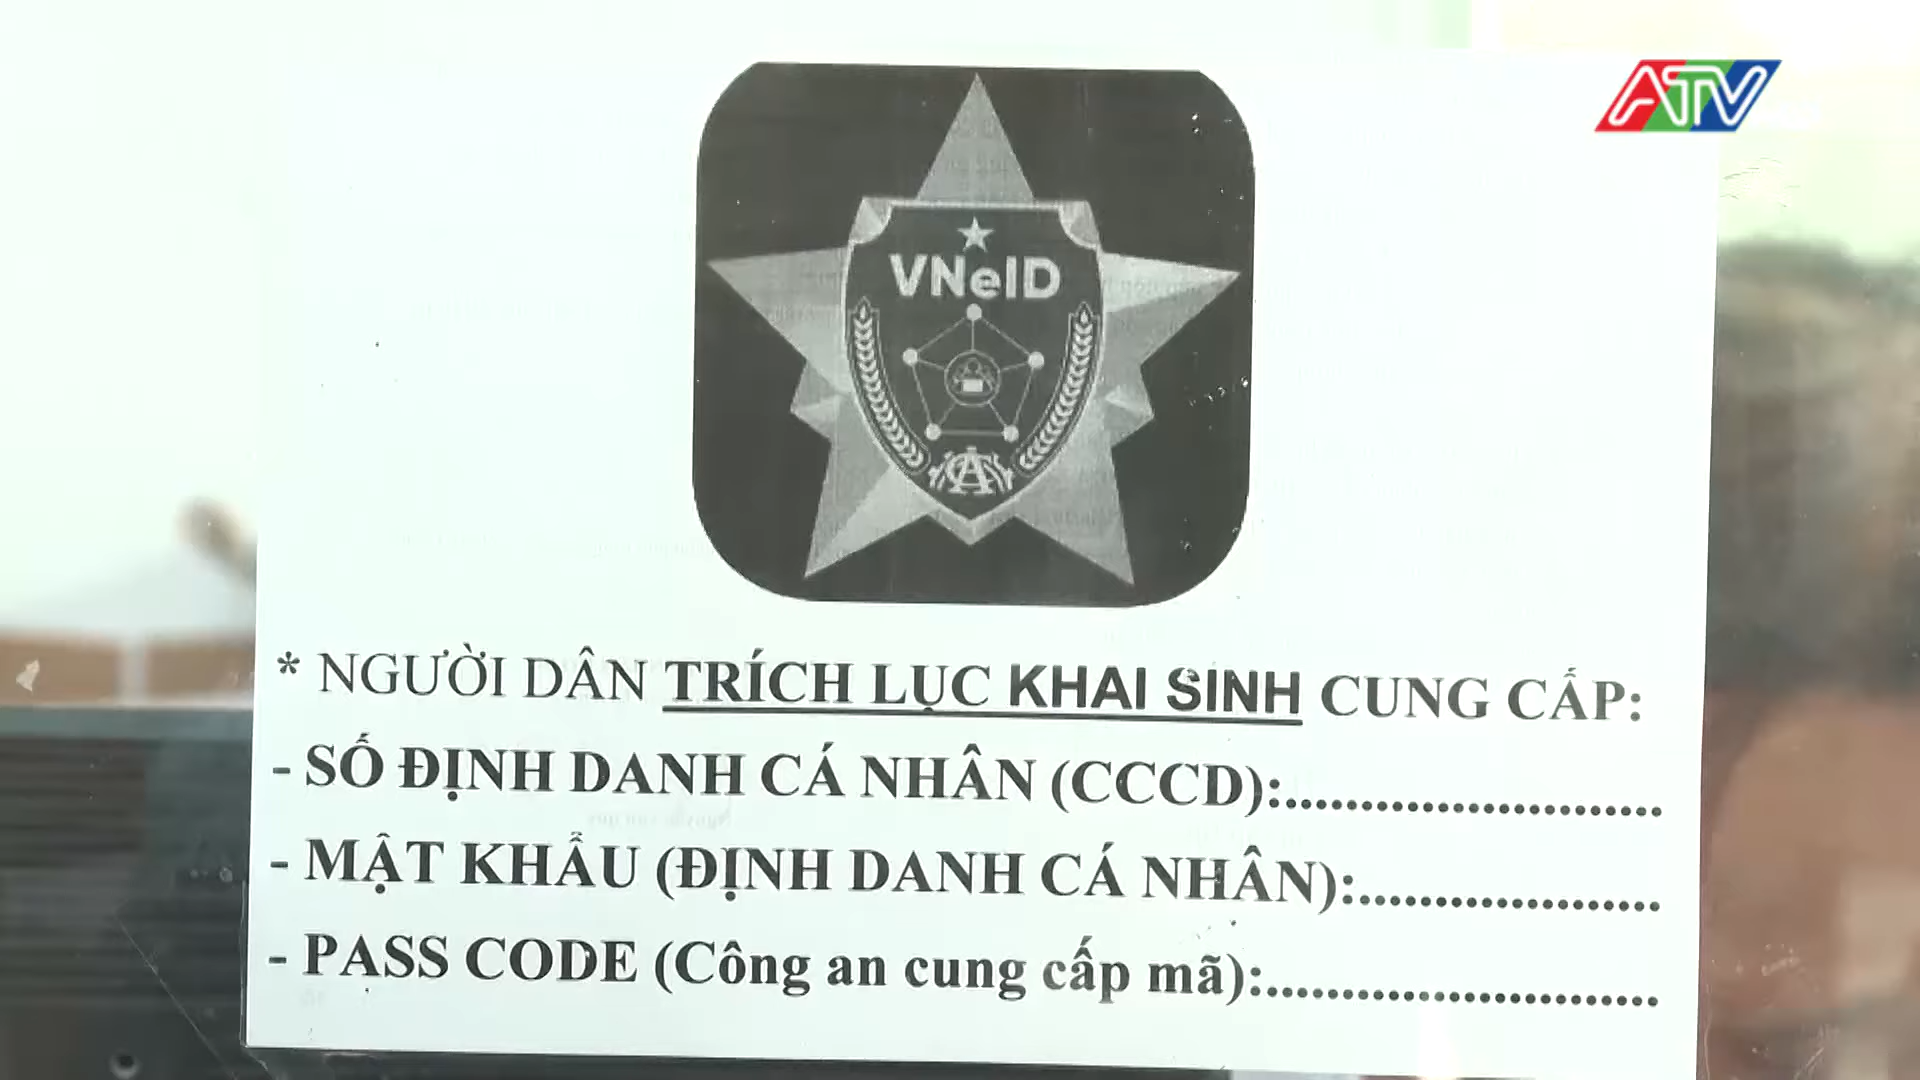 ATV
VNeID
CA
* NGƯỜI DÂN TRÍCH LỤC KHAI SINH CUNG CẤP:
- SỐ ĐỊNH DANH CÁ NHÂN (CCCD):.........................
- MẬT KHẨU (ĐỊNH DANH CÁ NHÂN):....................
- PASS CODE (Công an cung cấp mã):..........................